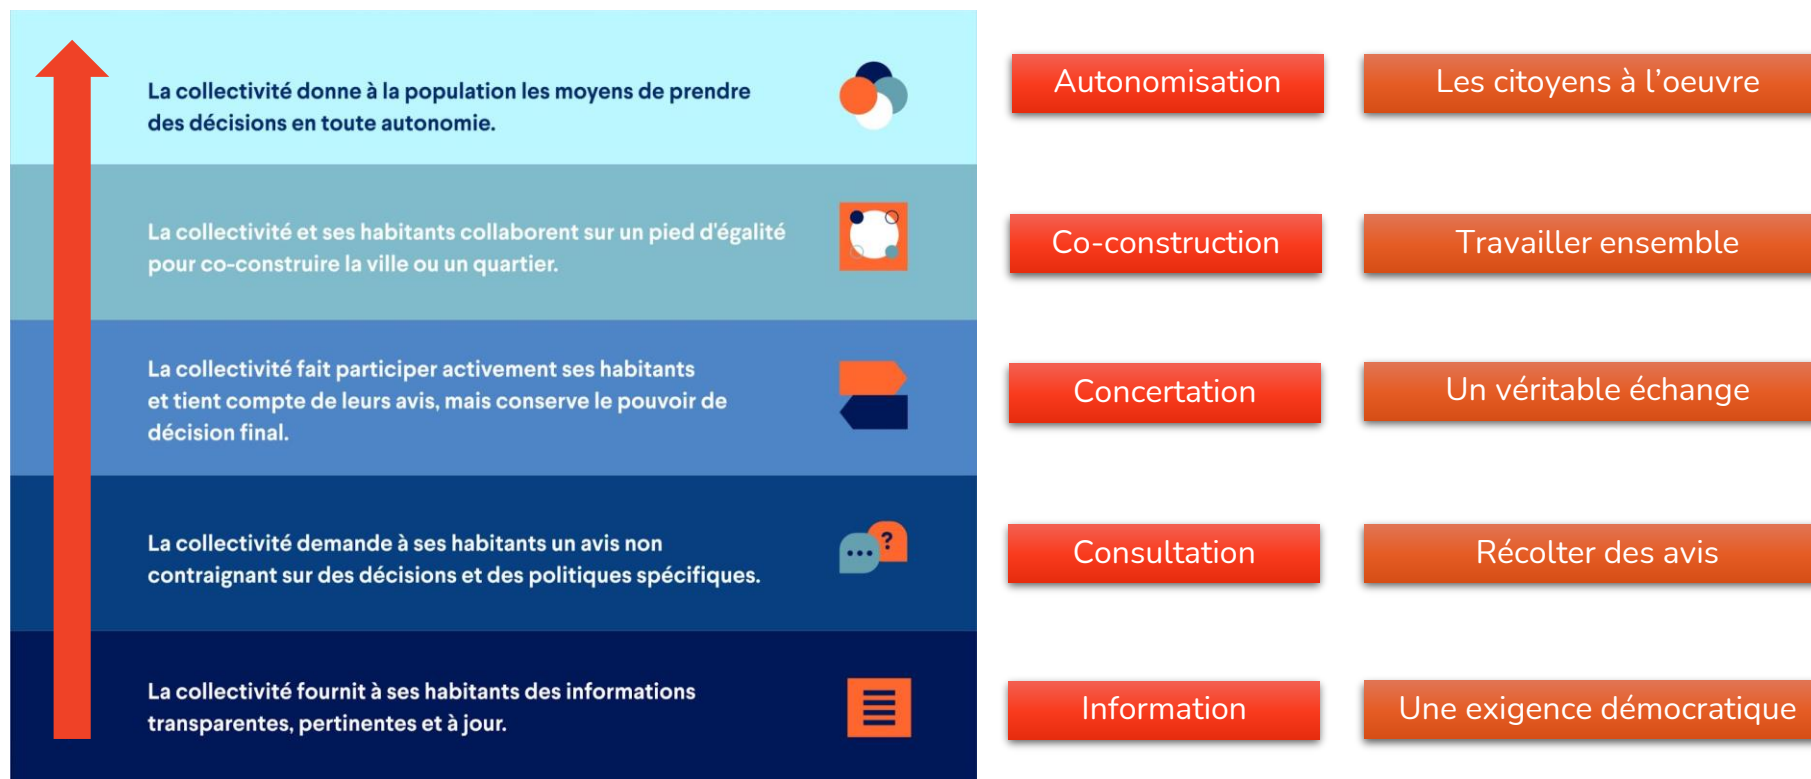 La collectivité donne à la population les moyens de prendre
des décisions en toute autonomie.
Autonomisation
Les citoyens à l'oeuvre
La collectivité et ses habitants collaborent sur un pied d'égalité
pour co-construire la ville ou un quartier.
Co-construction
Travailler ensemble
La collectivité fait participer activement ses habitants
et tient compte de leurs avis, mais conserve le pouvoir de
décision final.
Concertation
Un véritable échange
La collectivité demande à ses habitants un avis non
contraignant sur des décisions et des politiques spécifiques.
?
Consultation
Récolter des avis
La collectivité fournit à ses habitants des informations
transparentes, pertinentes et à jour.
Information
Une exigence démocratique